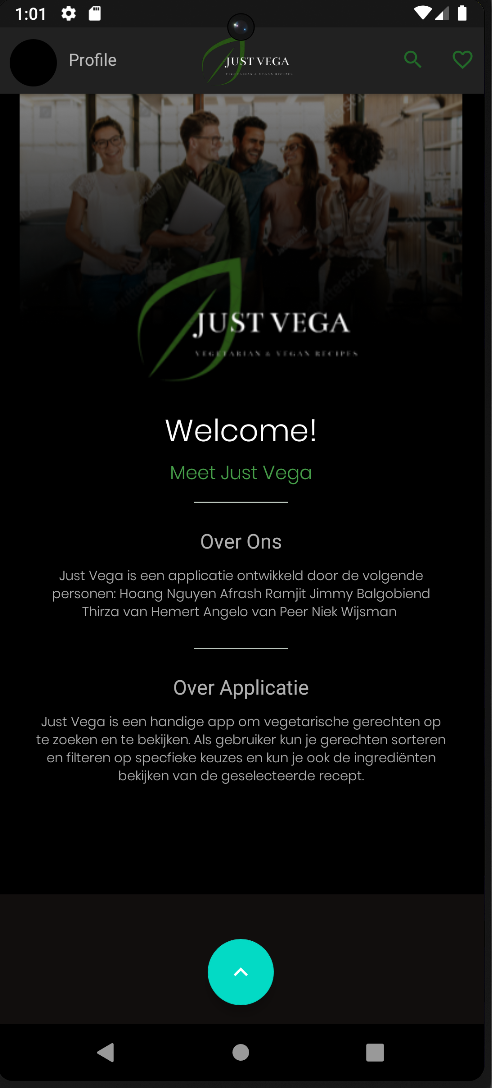 1:01
Profile
JUST VEGA
JUST VEGA
VEGETARIAN & VEGAN RECIPES
Welcome!
Meet Just Vega
Over Ons
Just Vega is een applicatie ontwikkeld door de volgende
personen: Hoang Nguyen Afrash Ramjit Jimmy Balgobiend
Thirza van Hemert Angelo van Peer Niek Wijsman
Over Applicatie
Just Vega is een handige app om vegetarische gerechten op
te zoeken en te bekijken. Als gebruiker kun je gerechten sorteren
en filteren op specfieke keuzes en kun je ook de ingrediënten
bekijken van de geselecteerde recept.